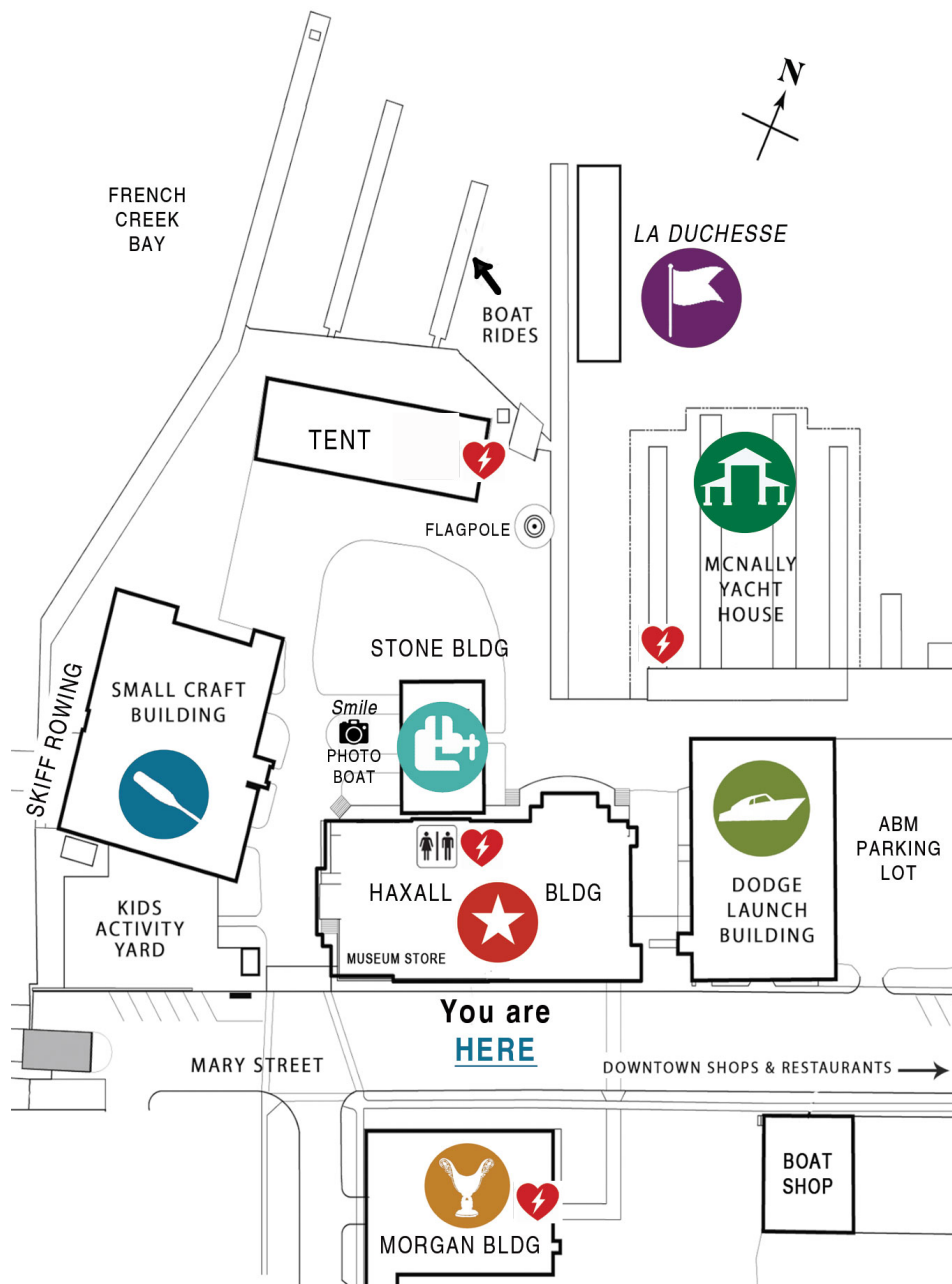 N
FRENCH
CREEK
BAY
LA DUCHESSE
BOAT
RIDES
TENT
FLAGPOLE
MCNALLY
YACHT
HOUSE
STONE BLDG
SMALL CRAFT
BUILDING
SKIFF ROWING
Smile
PHOTO
BOAT
HAXALL BLDG
DODGE
LAUNCH
BUILDING
ABM
PARKING
LOT
KIDS
ACTIVITY
YARD
MUSEUM STORE
You are
HERE
MARY STREET
DOWNTOWN SHOPS & RESTAURANTS
BOAT
SHOP
MORGAN BLDG